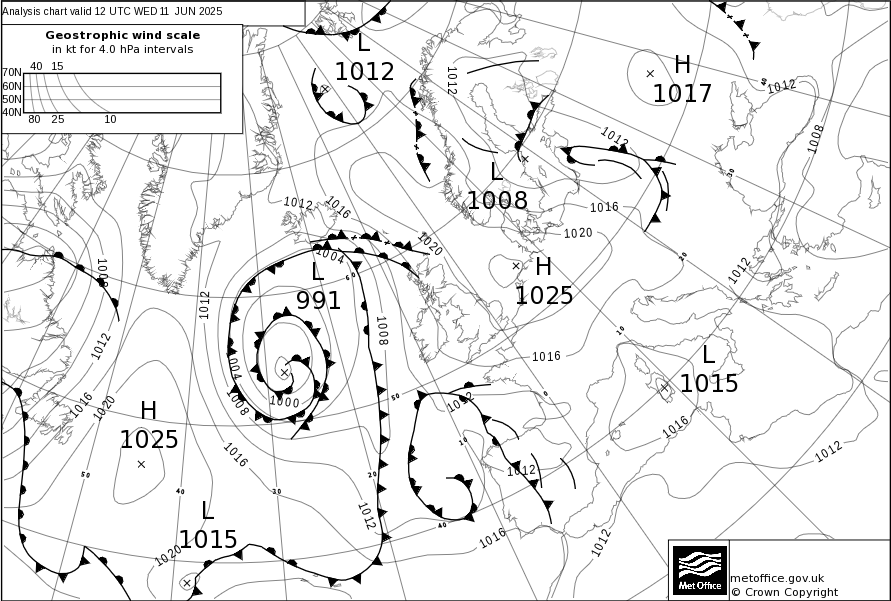 Analysis chart valid 12 UTC WED 11 JUN 2025
Geostrophic wind scale
in kt for 4.0 hPa intervals
40 15
70N
60N
50N
40N
80 25 10
L
1012
H
1017
1012
1012
40
1008
1012
30
L
1008
1012
1016
1016
1020
1020
20
1004
60
L
991
H
1025
1012
1008
1012
1008
1012
10
1004
1016
L
1015
1008
1000
50
0
1012
1016
1020
H
1025
1016
10
1016
1012
1012
50
40
30
20
L
1015
1012
40
1016
1012
1020
Met Office
metoffice.gov.uk
© Crown Copyright